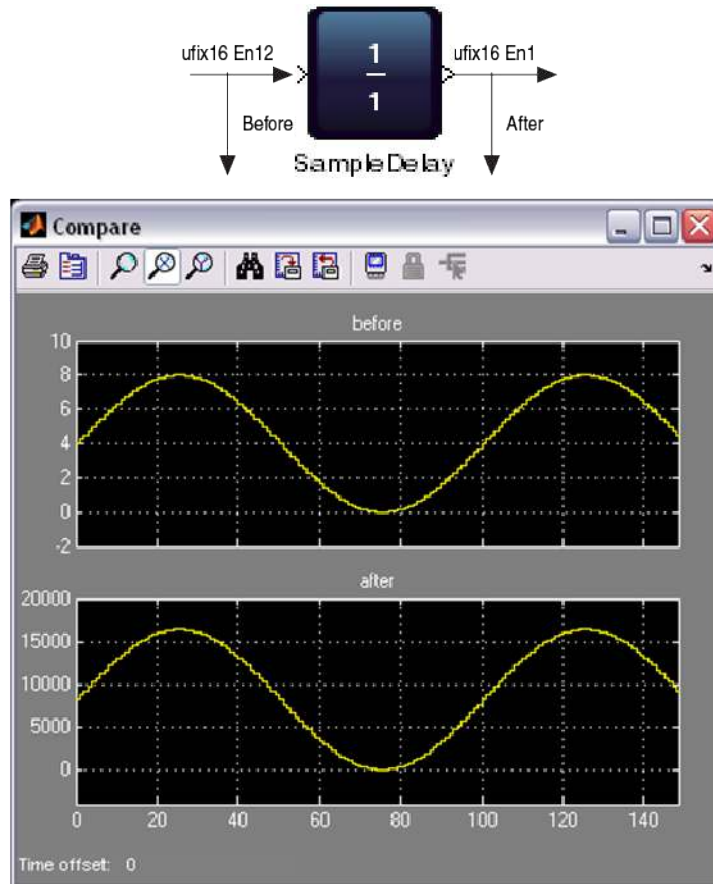 ufix16 En12
1
1
ufix16 En1
Before
After
SampleDelay
Compare
before
10
8
6
4
2
0
-2
after
20000
15000
10000
5000
0
0 20 40 60 80 100 120 140
Time offset: 0